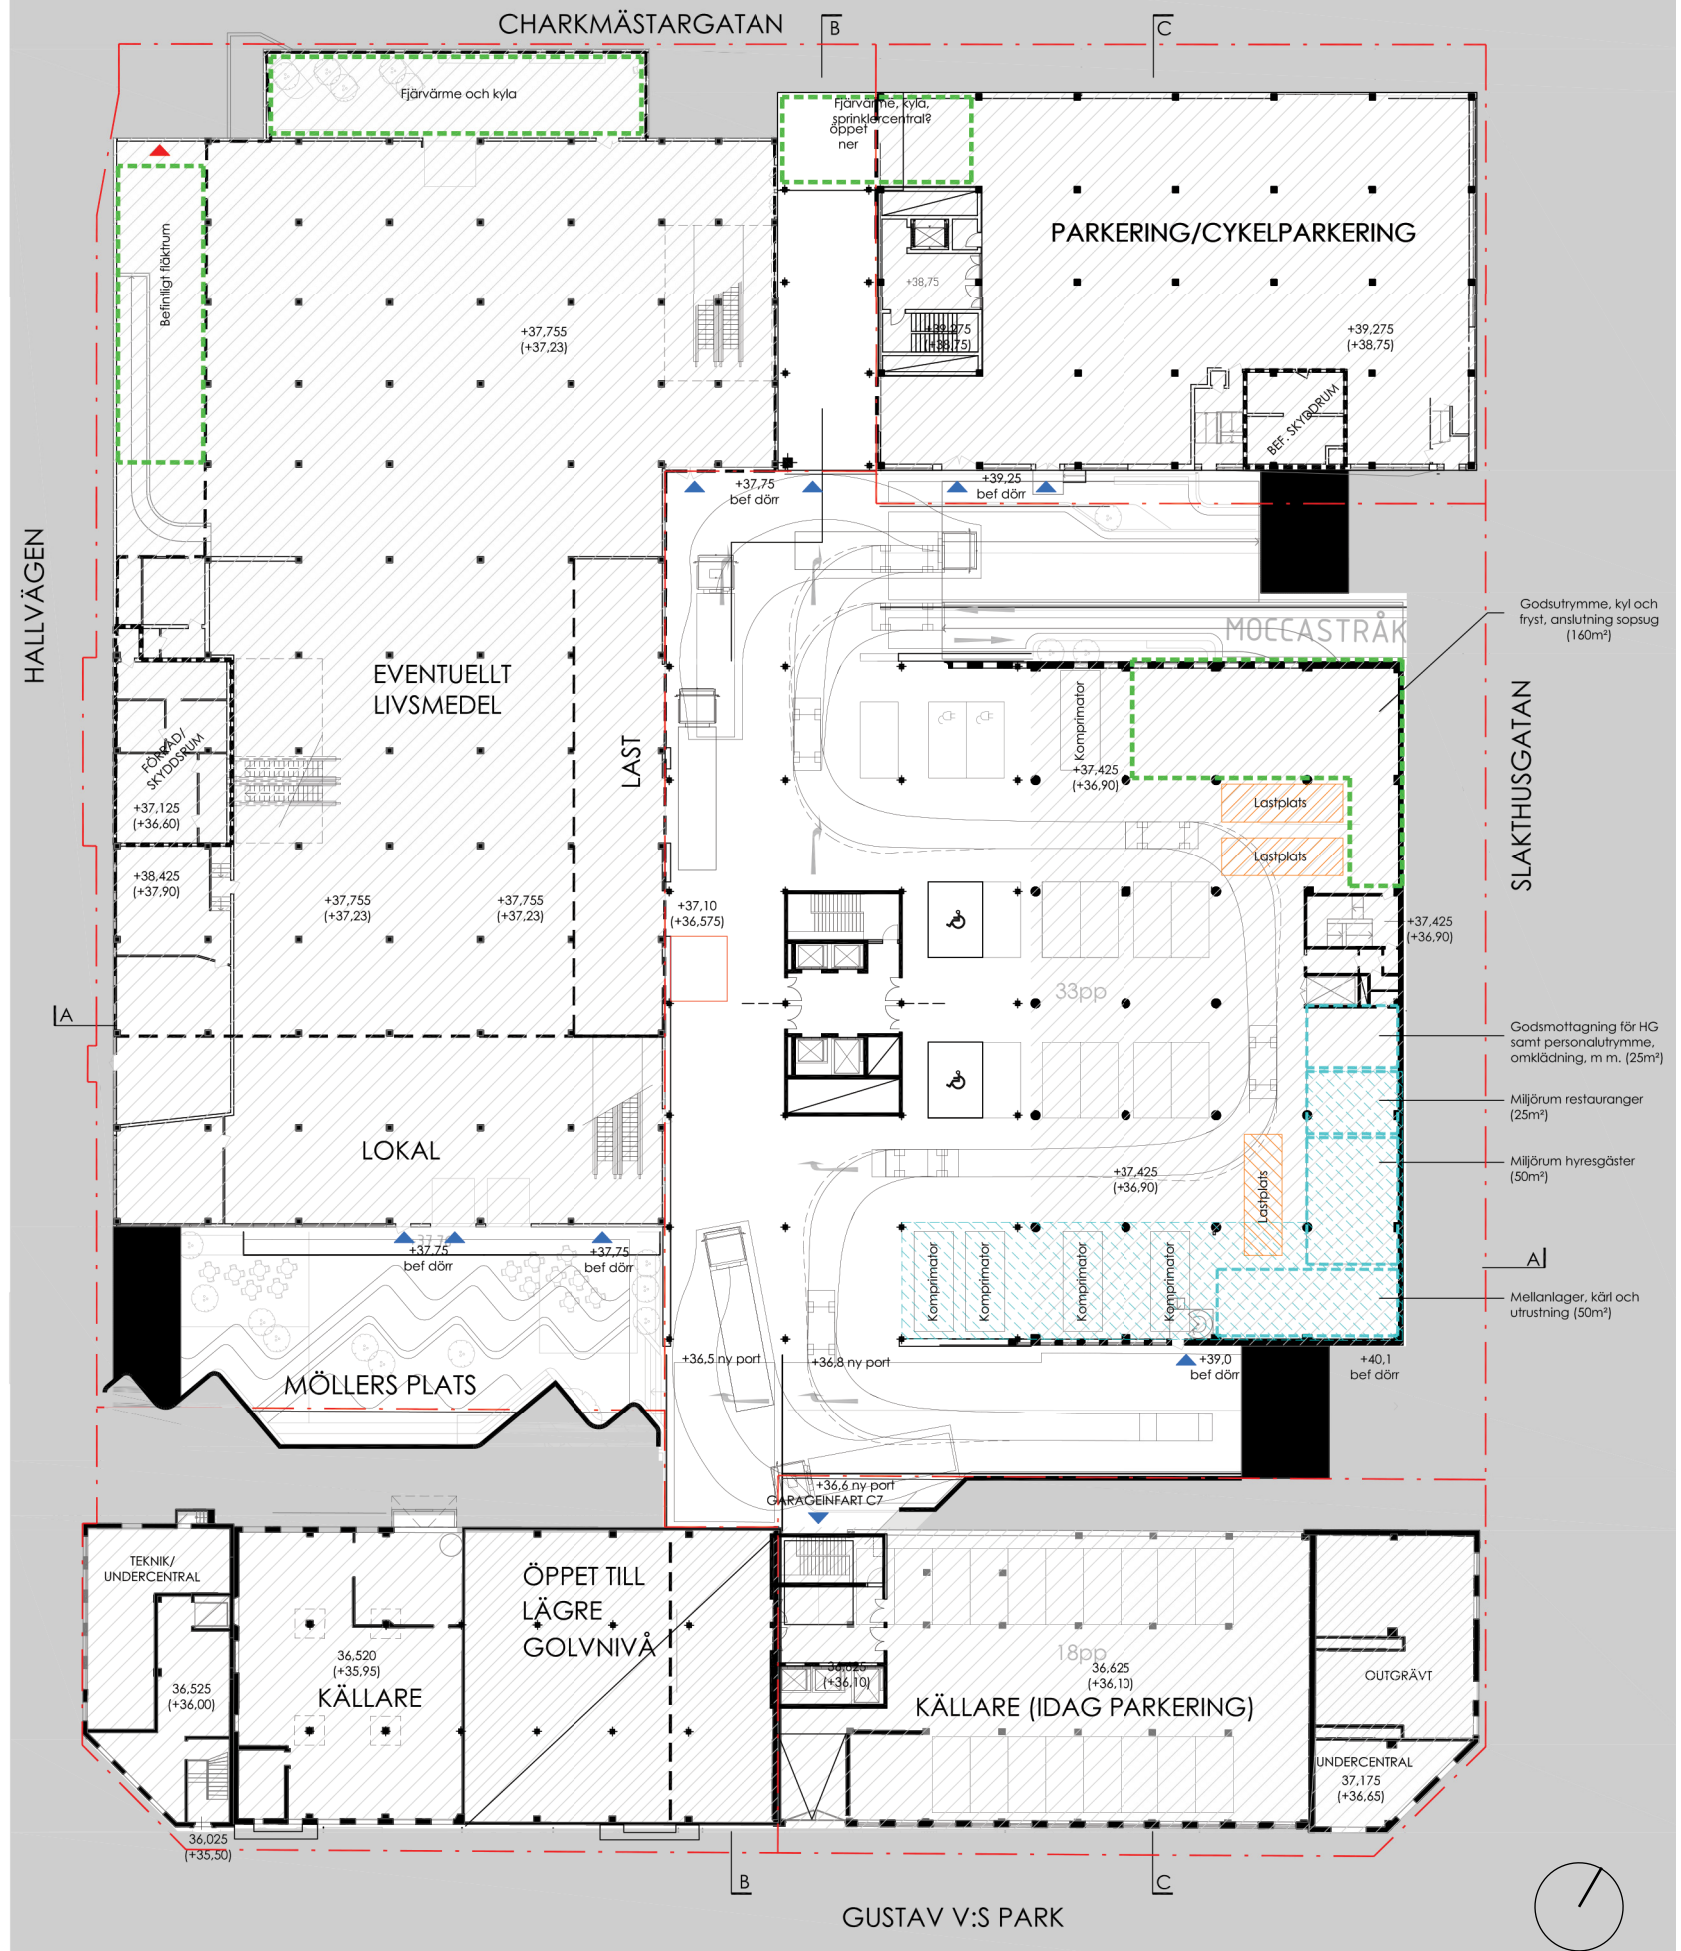 CHARKMÄSTARGATAN
B
C
Fjärvärme och kyla
Fjärvärme, kyla,
sprinklercentral?
öppet
ner
Befintligt fläktrum
PARKERING/CYKELPARKERING
+38,75
+37,755
(+37,23)
+39,275
(+38,75)
+39,275
(+38,75)
BEF. SKYDDRUM
+37,75
bef dörr
+39,25
bef dörr
HALLVÄGEN
MOCCASTRÅK
Godsutrymme, kyl och
fryst, anslutning sopsug
(160m²)
EVENTUELLT
LIVSMEDEL
LAST
FÖRRÅD/
SKYDDSRUM
+37,125
(+36,60)
Komprimator
+37,425
(+36,90)
Lastplats
Lastplats
SLAKTHUSGATAN
+38,425
(+37,90)
+37,755
(+37,23)
+37,755
(+37,23)
+37,10
(+36,575)
+37,425
(+36,90)
33pp
A
Godsmottagning för HG
samt personalutrymme,
omklädning, m m. (25m²)
Miljörum restauranger
(25m²)
LOKAL
Miljörum hyresgäster
(50m²)
+37,425
(+36,90)
Lastplats
37,75
+37,75
bef dörr
+37,75
bef dörr
Komprimator
Komprimator
Komprimator
Komprimator
A
Mellanlager, kärl och
utrustning (50m²)
+36,5 ny port
+36,8 ny port
+39,0
bef dörr
+40,1
bef dörr
MÖLLERS PLATS
+36,6 ny port
GARAGEINFART C7
TEKNIK/
UNDERCENTRAL
ÖPPET TILL
LÄGRE
GOLVNIVÅ
36,520
(+35,95)
KÄLLARE
36,525
(+36,00)
36,625
(+36,10)
18pp
36,625
(+36,10)
KÄLLARE (IDAG PARKERING)
OUTGRÄVT
UNDERCENTRAL
37,175
(+36,65)
36,025
(+35,50)
B
C
GUSTAV V:S PARK